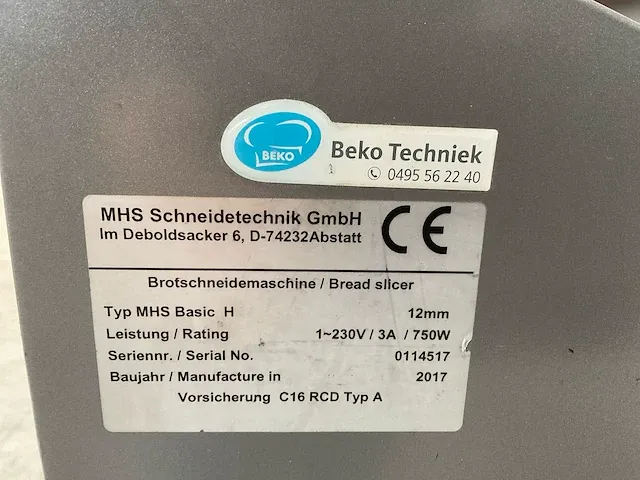 BEKO
Beko Techniek
0495 56 22 40
MHS Schneidetechnik GmbH
Im Deboldsacker 6, D-74232Abstatt
CE
Brotschneidemaschine / Bread slicer
Typ MHS Basic H 12mm
Leistung / Rating 1~230V / 3A / 750W
Seriennr. / Serial No. 0114517
Baujahr / Manufacture in 2017
Vorsicherung C16 RCD Typ A